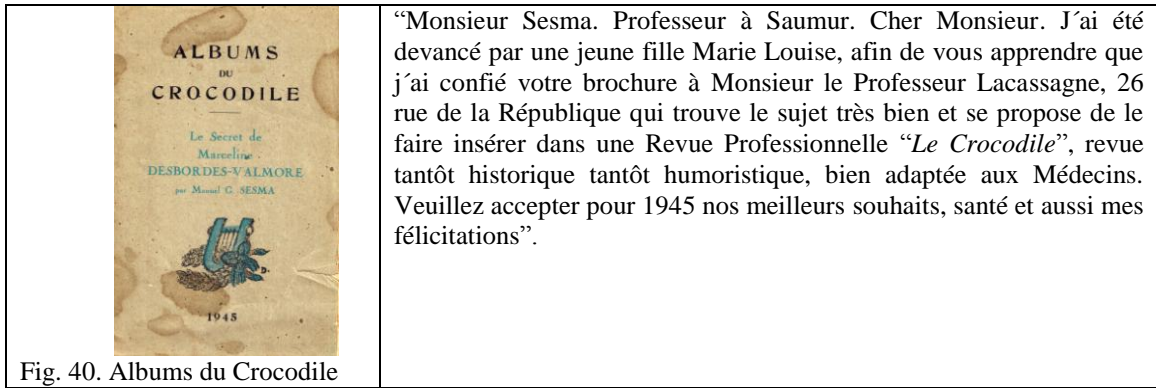 ALBUMS
DU
CROCODILE
Le Secret de
Marceline
DESBORDES-VALMORE
par Manuel G. SESMA
1945
Fig. 40. Albums du Crocodile
“Monsieur Sesma. Professeur à Saumur. Cher Monsieur. J´ai été
devancé par une jeune fille Marie Louise, afin de vous apprendre que
j´ai confié votre brochure à Monsieur le Professeur Lacassagne, 26
rue de la République qui trouve le sujet très bien et se propose de le
faire insérer dans une Revue Professionnelle “Le Crocodile”, revue
tantôt historique tantôt humoristique, bien adaptée aux Médecins.
Veuillez accepter pour 1945 nos meilleurs souhaits, santé et aussi mes
félicitations”.